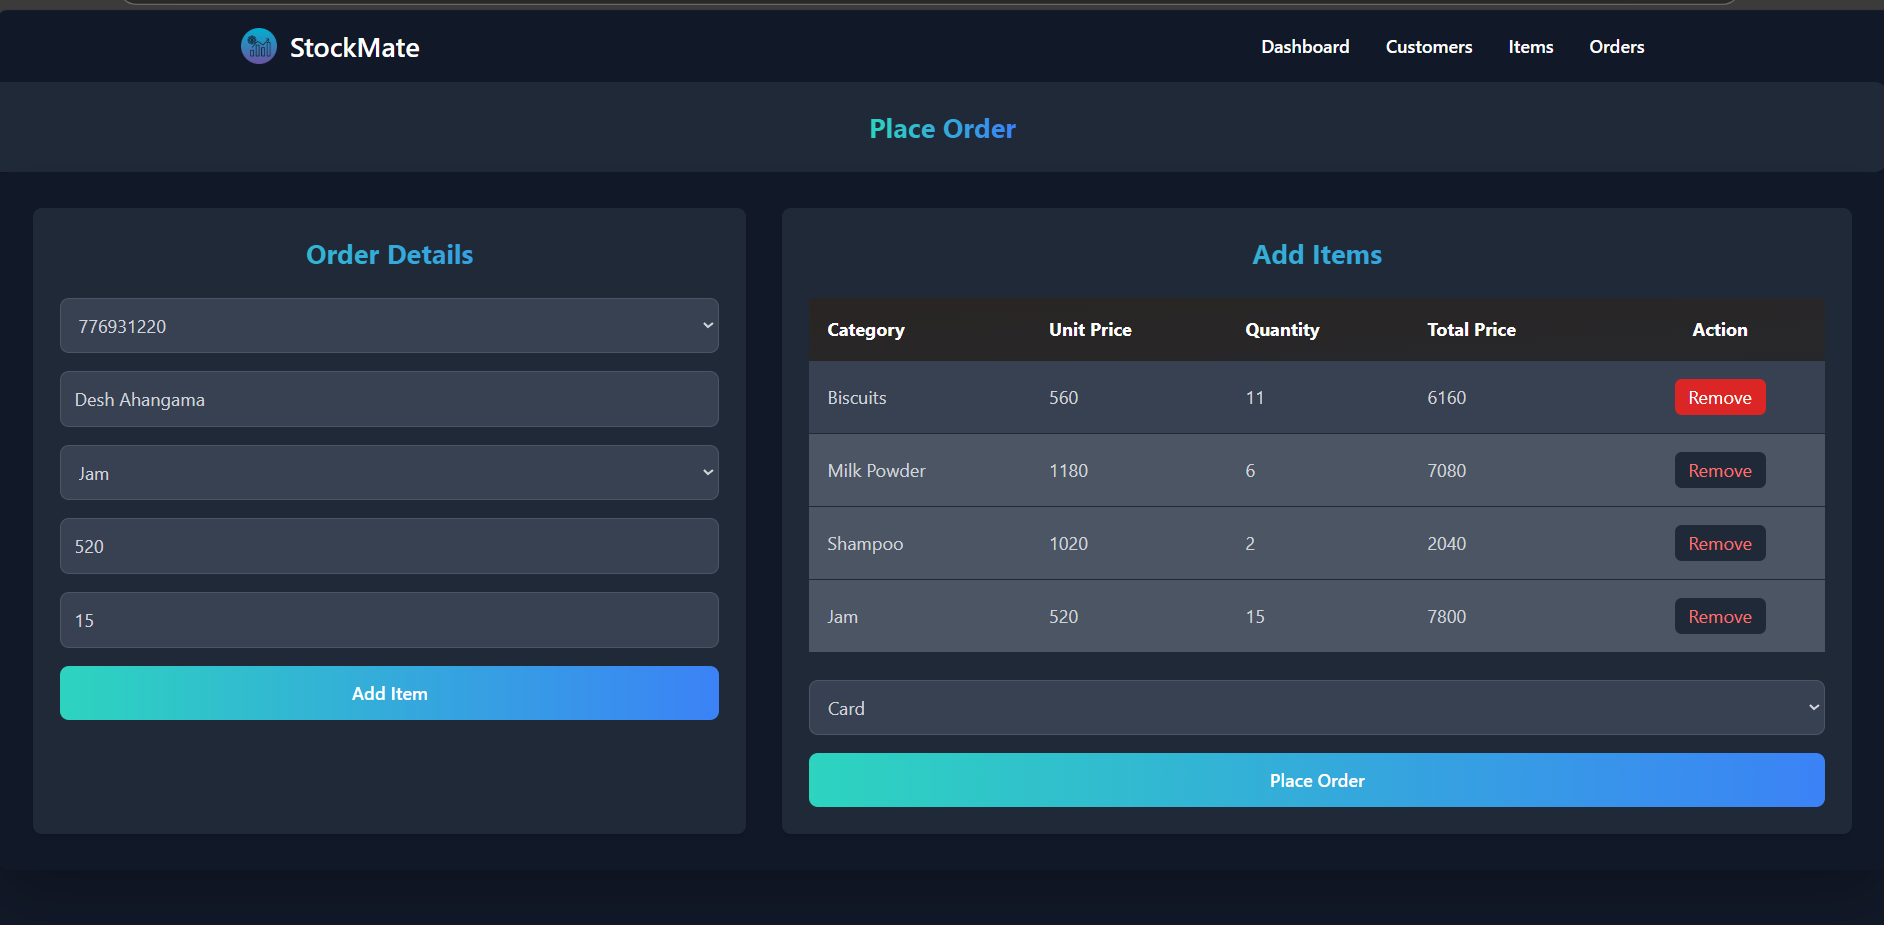 StockMate
Dashboard Customers Items Orders
Place Order
Order Details
776931220
Desh Ahangama
Jam
520
15
Add Item
Add Items
Category Unit Price Quantity Total Price Action
Biscuits 560 11 6160 Remove
Milk Powder 1180 6 7080 Remove
Shampoo 1020 2 2040 Remove
Jam 520 15 7800 Remove
Card
Place Order